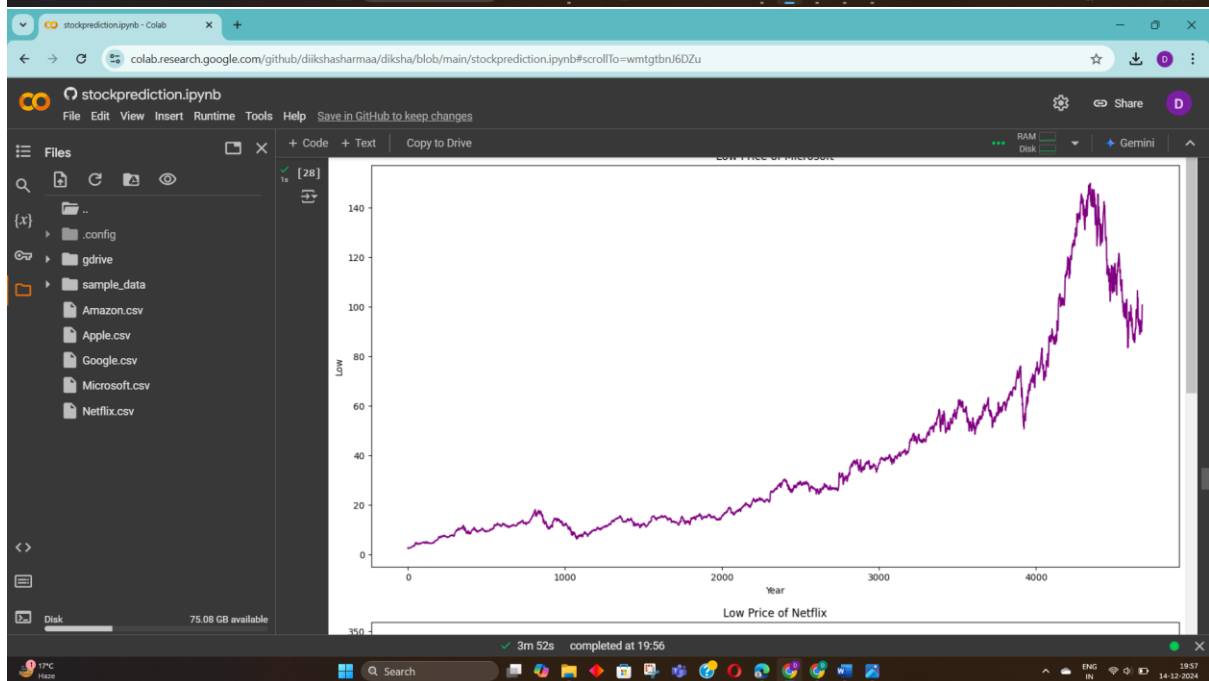 stockprediction.ipynb - Colab
colab.research.google.com/github/diikshasharmaa/diksha/blob/main/stockprediction.ipynb#scrollTo=wmtgtbnJ6DZu
D
stockprediction.ipynb
File Edit View Insert Runtime Tools Help Save in GitHub to keep changes
Share
D
Files
+ Code + Text Copy to Drive
RAM
Disk
Gemini
..
.config
gdrive
sample_data
Amazon.csv
Apple.csv
Google.csv
Microsoft.csv
Netflix.csv
{x}
<>
Disk 75.08 GB available
1s
[28]
Low Price of Microsoft
140
120
100
80
60
40
20
0
Low
0 1000 2000 3000 4000
Year
Low Price of Netflix
350
3m 52s completed at 19:56
1
17°C
Haze
Search
ENG
IN
19:57
14-12-2024